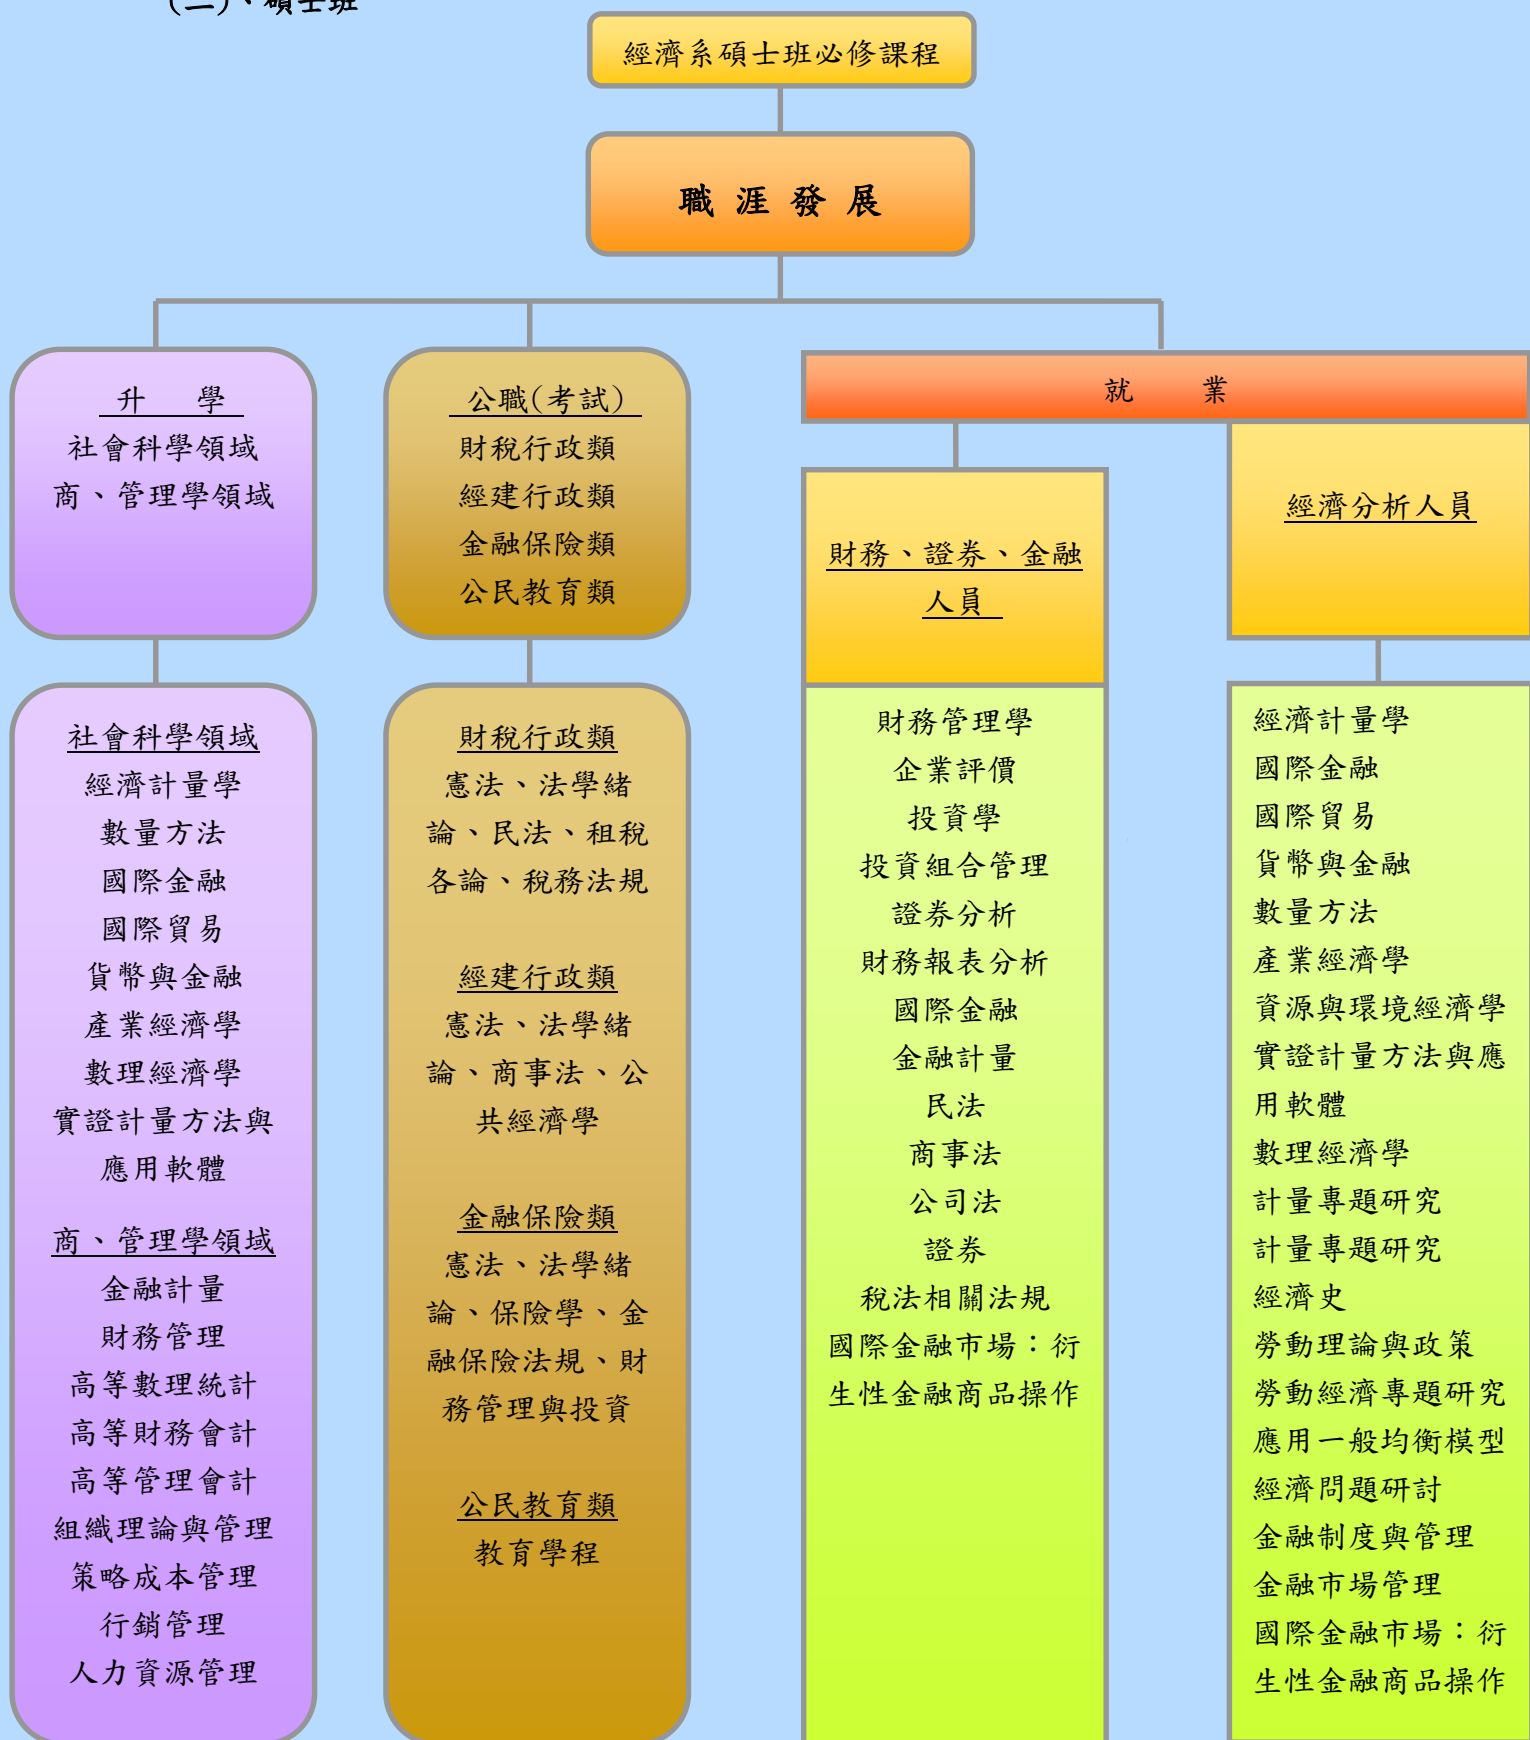 (二)、碩士班
經濟系碩士班必修課程
職涯發展
升學
社會科學領域
商、管理學領域
公職(考試)
財稅行政類
經建行政類
金融保險類
公民教育類
就業
財務、證券、金融
人員
經濟分析人員
社會科學領域
經濟計量學
數量方法
國際金融
國際貿易
貨幣與金融
產業經濟學
數理經濟學
實證計量方法與
應用軟體
商、管理學領域
金融計量
財務管理
高等數理統計
高等財務會計
高等管理會計
組織理論與管理
策略成本管理
行銷管理
人力資源管理
財稅行政類
憲法、法學緒
論、民法、租稅
各論、稅務法規
經建行政類
憲法、法學緒
論、商事法、公
共經濟學
金融保險類
憲法、法學緒
論、保險學、金
融保險法規、財
務管理與投資
公民教育類
教育學程
財務管理學
企業評價
投資學
投資組合管理
證券分析
財務報表分析
國際金融
金融計量
民法
商事法
公司法
證券
稅法相關法規
國際金融市場：衍
生性金融商品操作
經濟計量學
國際金融
國際貿易
貨幣與金融
數量方法
產業經濟學
資源與環境經濟學
實證計量方法與應
用軟體
數理經濟學
計量專題研究
計量專題研究
經濟史
勞動理論與政策
勞動經濟專題研究
應用一般均衡模型
經濟問題研討
金融制度與管理
金融市場管理
國際金融市場：衍
生性金融商品操作